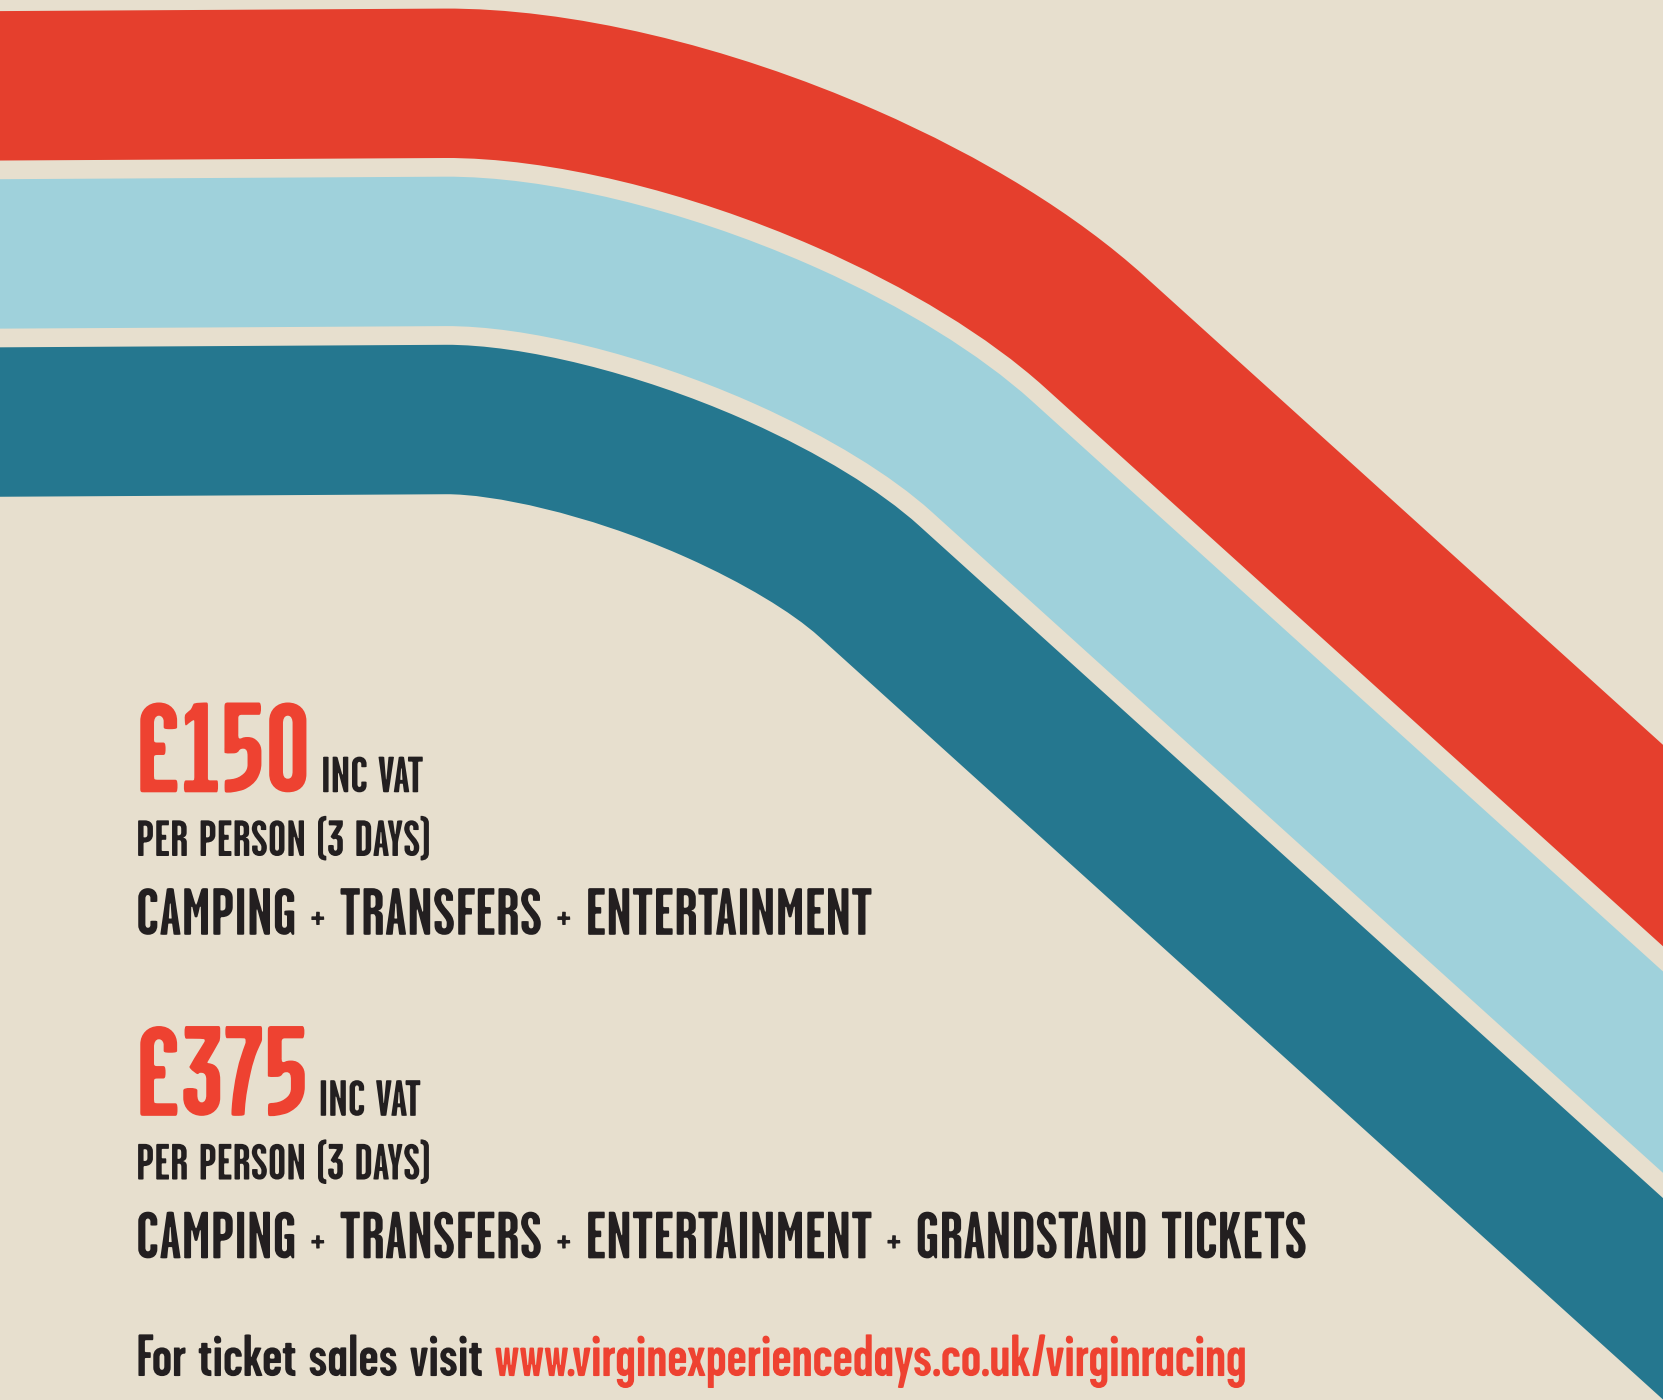 £150 INC VAT
PER PERSON (3 DAYS)
CAMPING + TRANSFERS + ENTERTAINMENT
£375 INC VAT
PER PERSON (3 DAYS)
CAMPING + TRANSFERS + ENTERTAINMENT + GRANDSTAND TICKETS
For ticket sales visit www.virginexperiencedays.co.uk/virginracing